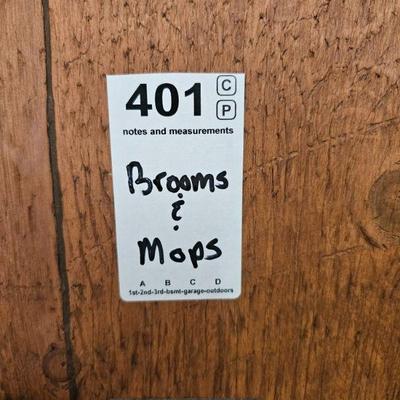 401 C
P
notes and measurements
Brooms
&
Mops
A B C D
1st-2nd-3rd-bsmt-garage-outdoors